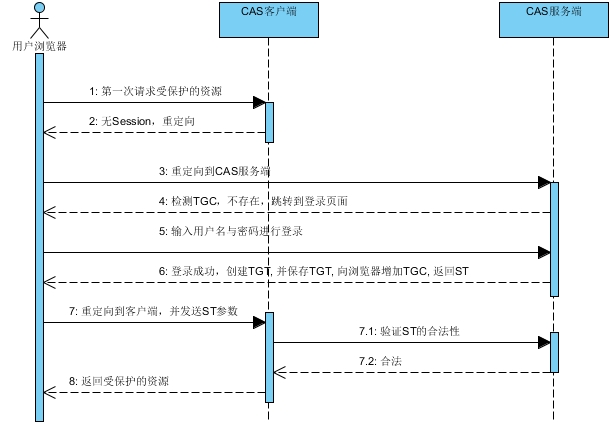 CAS客户端
CAS服务端
用户浏览器
1: 第一次请求受保护的资源
2: 无Session，重定向
3: 重定向到CAS服务端
4: 检测TGC，不存在，跳转到登录页面
5: 输入用户名与密码进行登录
6: 登录成功，创建TGT, 并保存TGT, 向浏览器增加TGC, 返回ST
7: 重定向到客户端，并发送ST参数
7.1: 验证ST的合法性
7.2: 合法
8: 返回受保护的资源